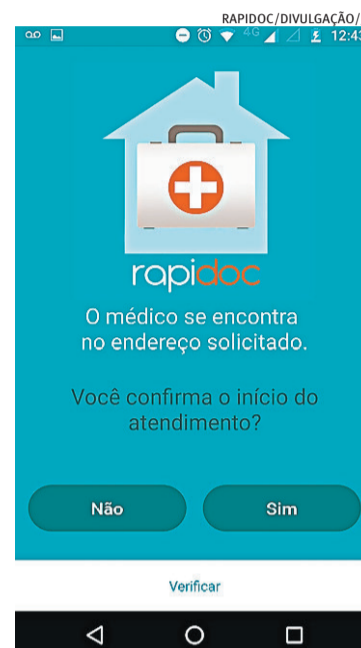 RAPIDOC/DIVULGAÇÃO/
4G 12:43
rapidoc
O médico se encontra
no endereço solicitado.
Você confirma o início do
atendimento?
Não Sim
Verificar